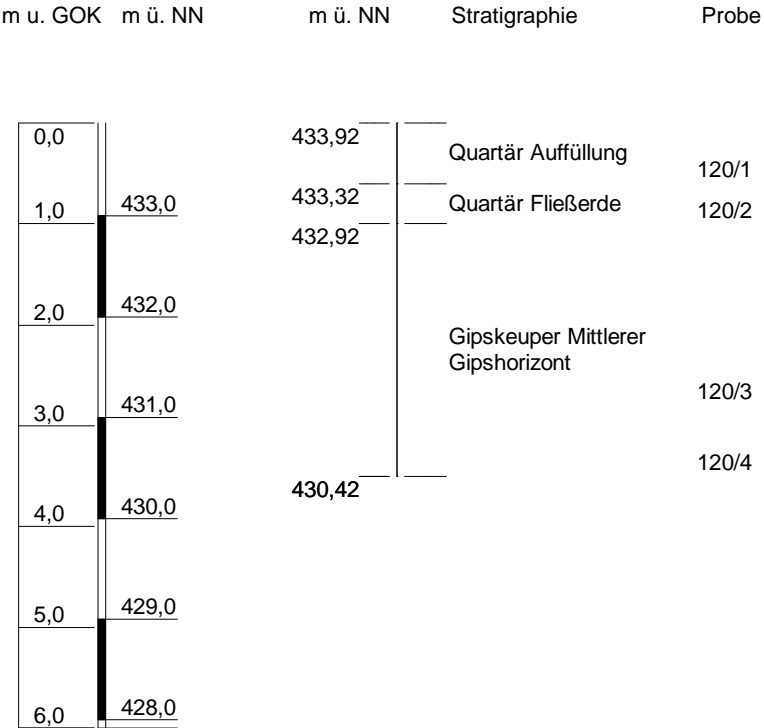 m u. GOK m ü. NN m ü. NN Stratigraphie Probe
0,0 433,92
Quartär Auffüllung
120/1
433,32
1,0 433,0 Quartär Fließerde 120/2
432,92
2,0 432,0
Gipskeuper Mittlerer
Gipshorizont
120/3
3,0 431,0
120/4
430,42
4,0 430,0
5,0 429,0
6,0 428,0